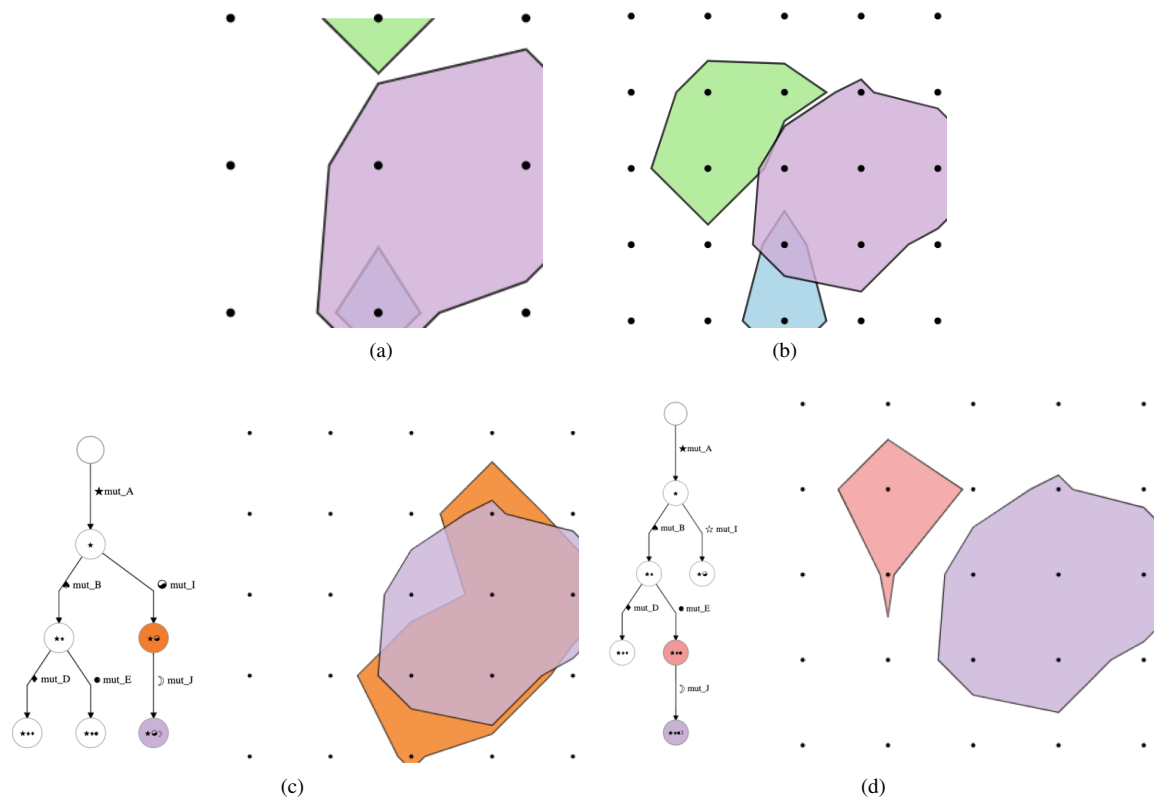 (a)
(b)
★mut_A
♠ mut_B
mut_I
♦ mut_D
● mut_E
☽ mut_J
(c)
★mut_A
♠ mut_B
☆ mut_I
♦ mut_D
● mut_E
☽ mut_J
(d)